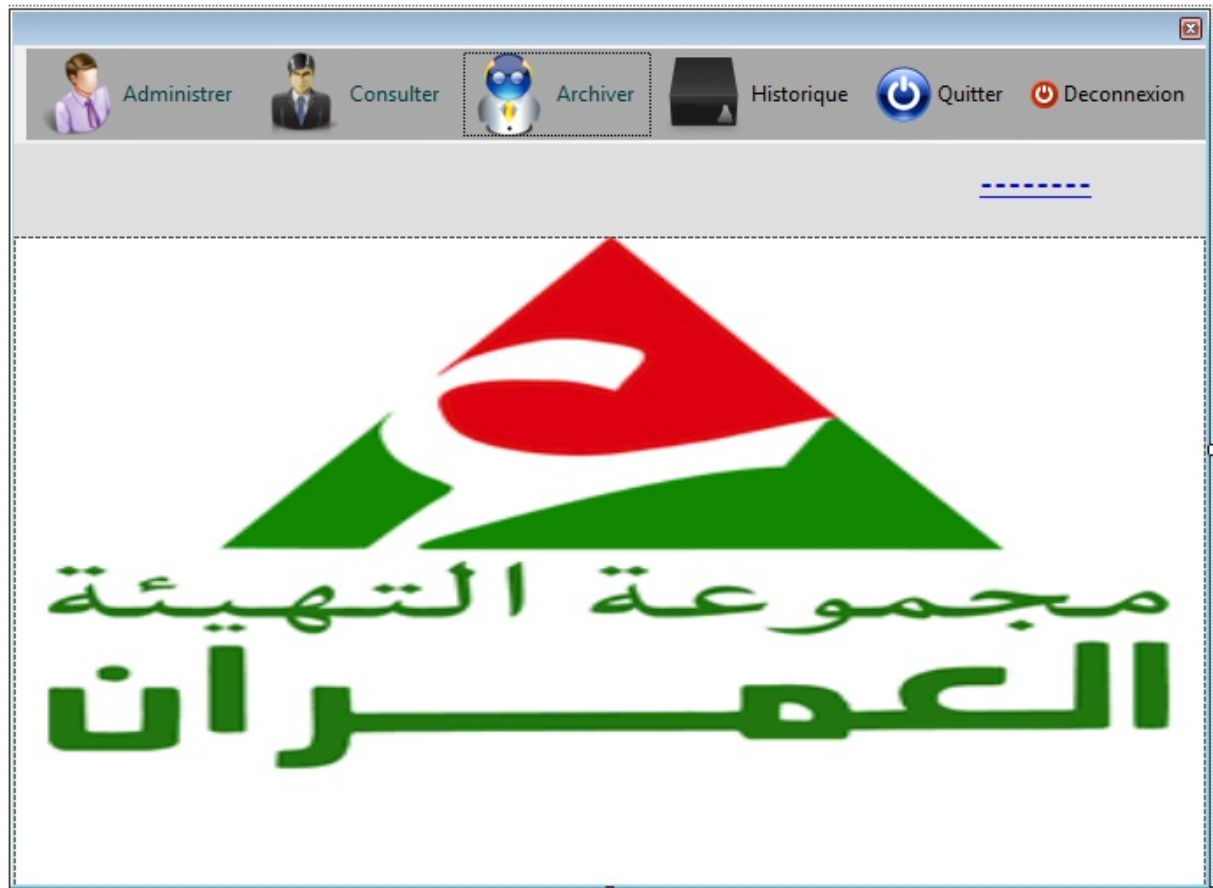 Administrer Consulter Archiver Historique Quitter Deconnexion
--------
مجموعة التهيئة
العمران